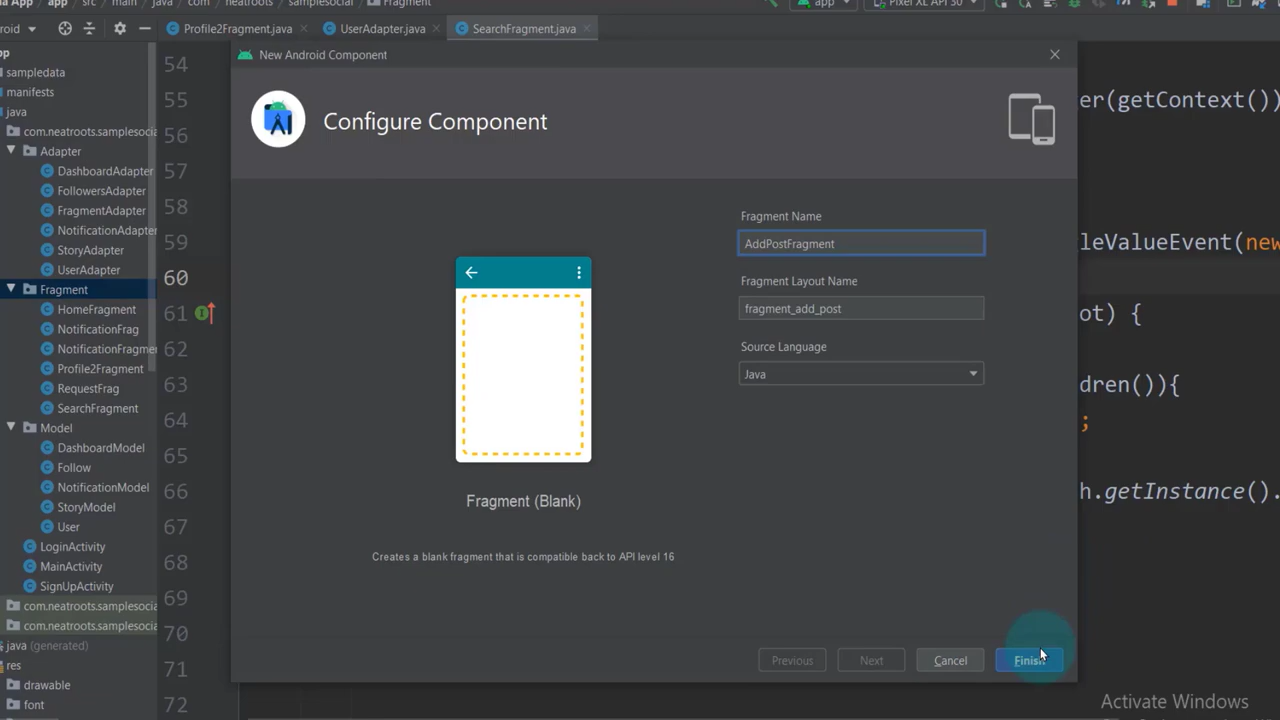 app
src
main
java
com
neatroots
samplesocial
Fragment
app
Pixel XL API 30
Profile2Fragment.java
UserAdapter.java
SearchFragment.java
sampledata
manifests
java
com.neatroots.samplesocia
Adapter
DashboardAdapter
FollowersAdapter
FragmentAdapter
NotificationAdapte
StoryAdapter
UserAdapter
Fragment
HomeFragment
NotificationFrag
NotificationFragme
Profile2Fragment
RequestFrag
SearchFragment
Model
DashboardModel
Follow
NotificationModel
StoryModel
User
LoginActivity
MainActivity
SignUpActivity
com.neatroots.samplesocia
com.neatroots.samplesocia
java (generated)
res
drawable
font
54
55
56
57
58
59
60
61
62
63
64
65
66
67
68
69
70
71
72
New Android Component
Configure Component
Fragment Name
AddPostFragment
Fragment Layout Name
fragment_add_post
Source Language
Java
Fragment (Blank)
Creates a blank fragment that is compatible back to API level 16
Previous
Next
Cancel
Finish
er(getContext())
leValueEvent(new
ot) {
dren()){
;
h.getInstance().
Activate Windows